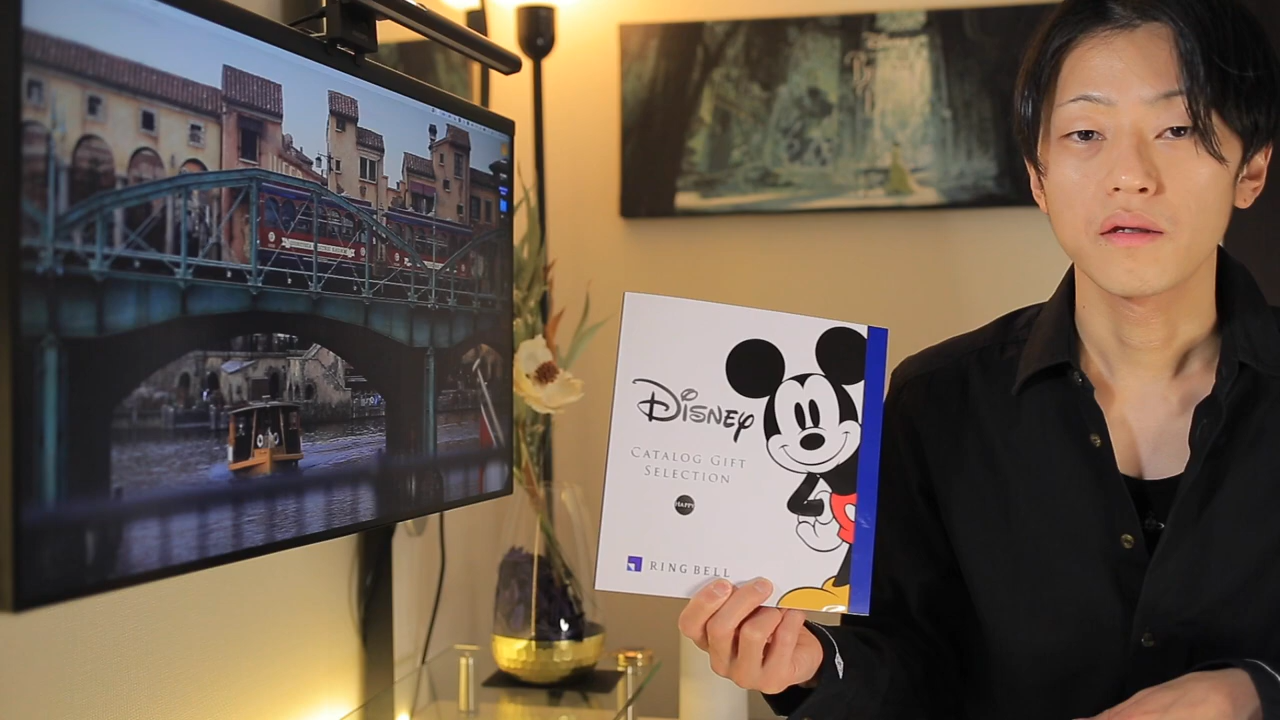 Disney
CATALOG GIFT
SELECTION
HAPPY
RING BELL